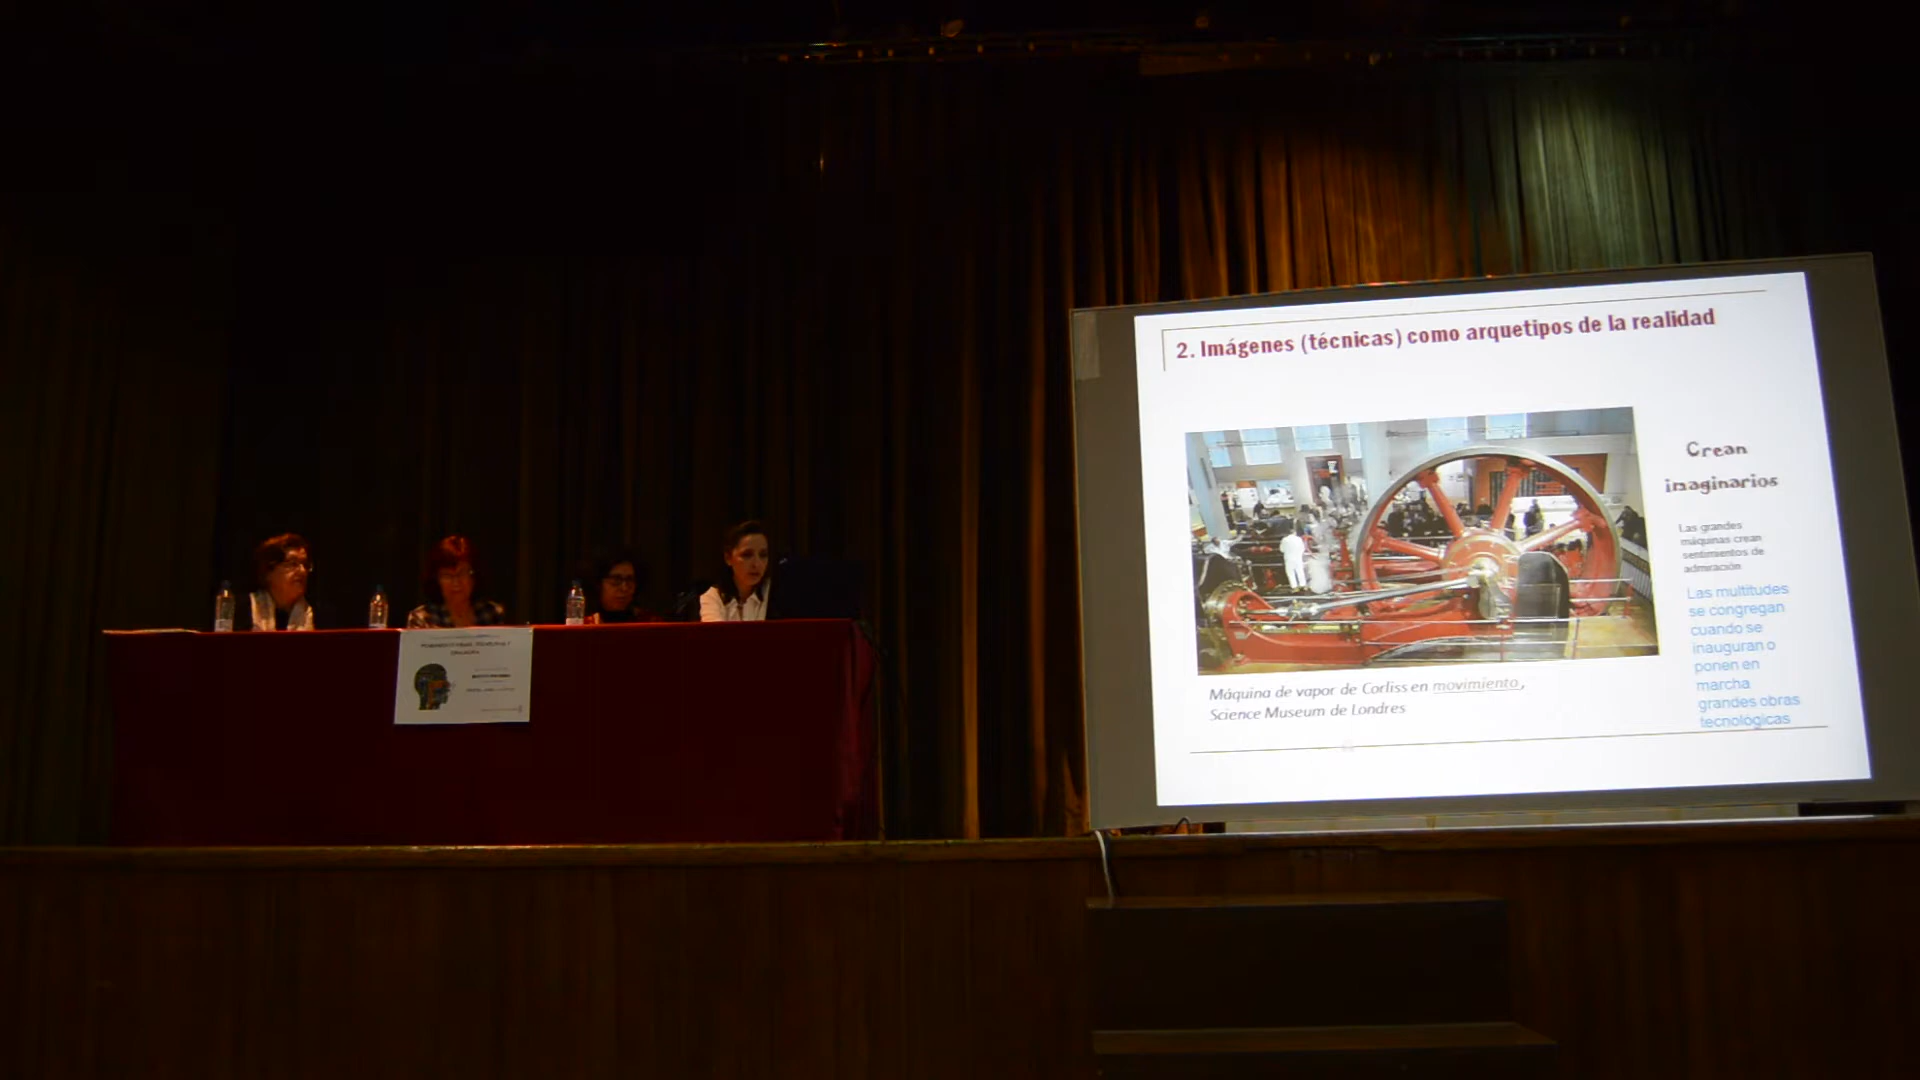 2. Imágenes (técnicas) como arquetipos de la realidad
Crean
imaginarios
Las grandes
máquinas crean
sentimientos de
admiración
Las multitudes
se congregan
cuando se
inauguran o
ponen en
marcha
grandes obras
tecnológicas
Máquina de vapor de Corliss en movimiento,
Science Museum de Londres